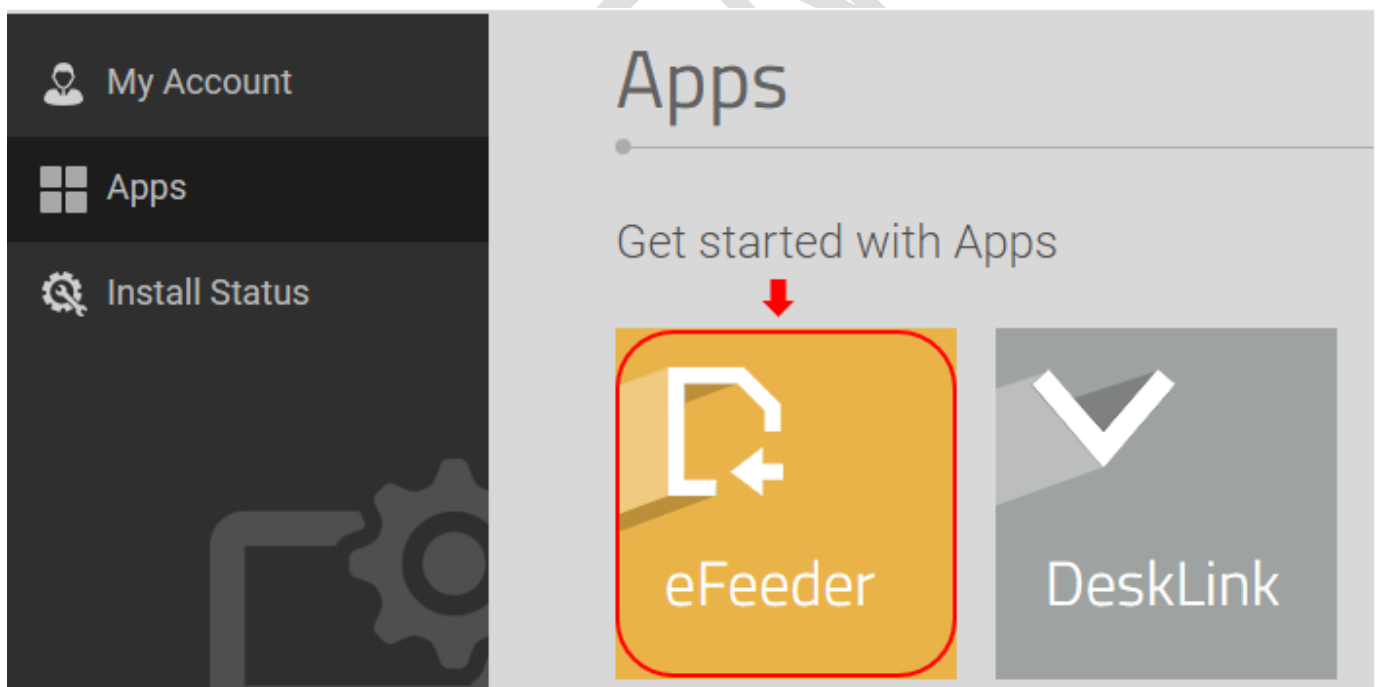 My Account
Apps
Install Status
Apps
Get started with Apps
eFeeder
DeskLink